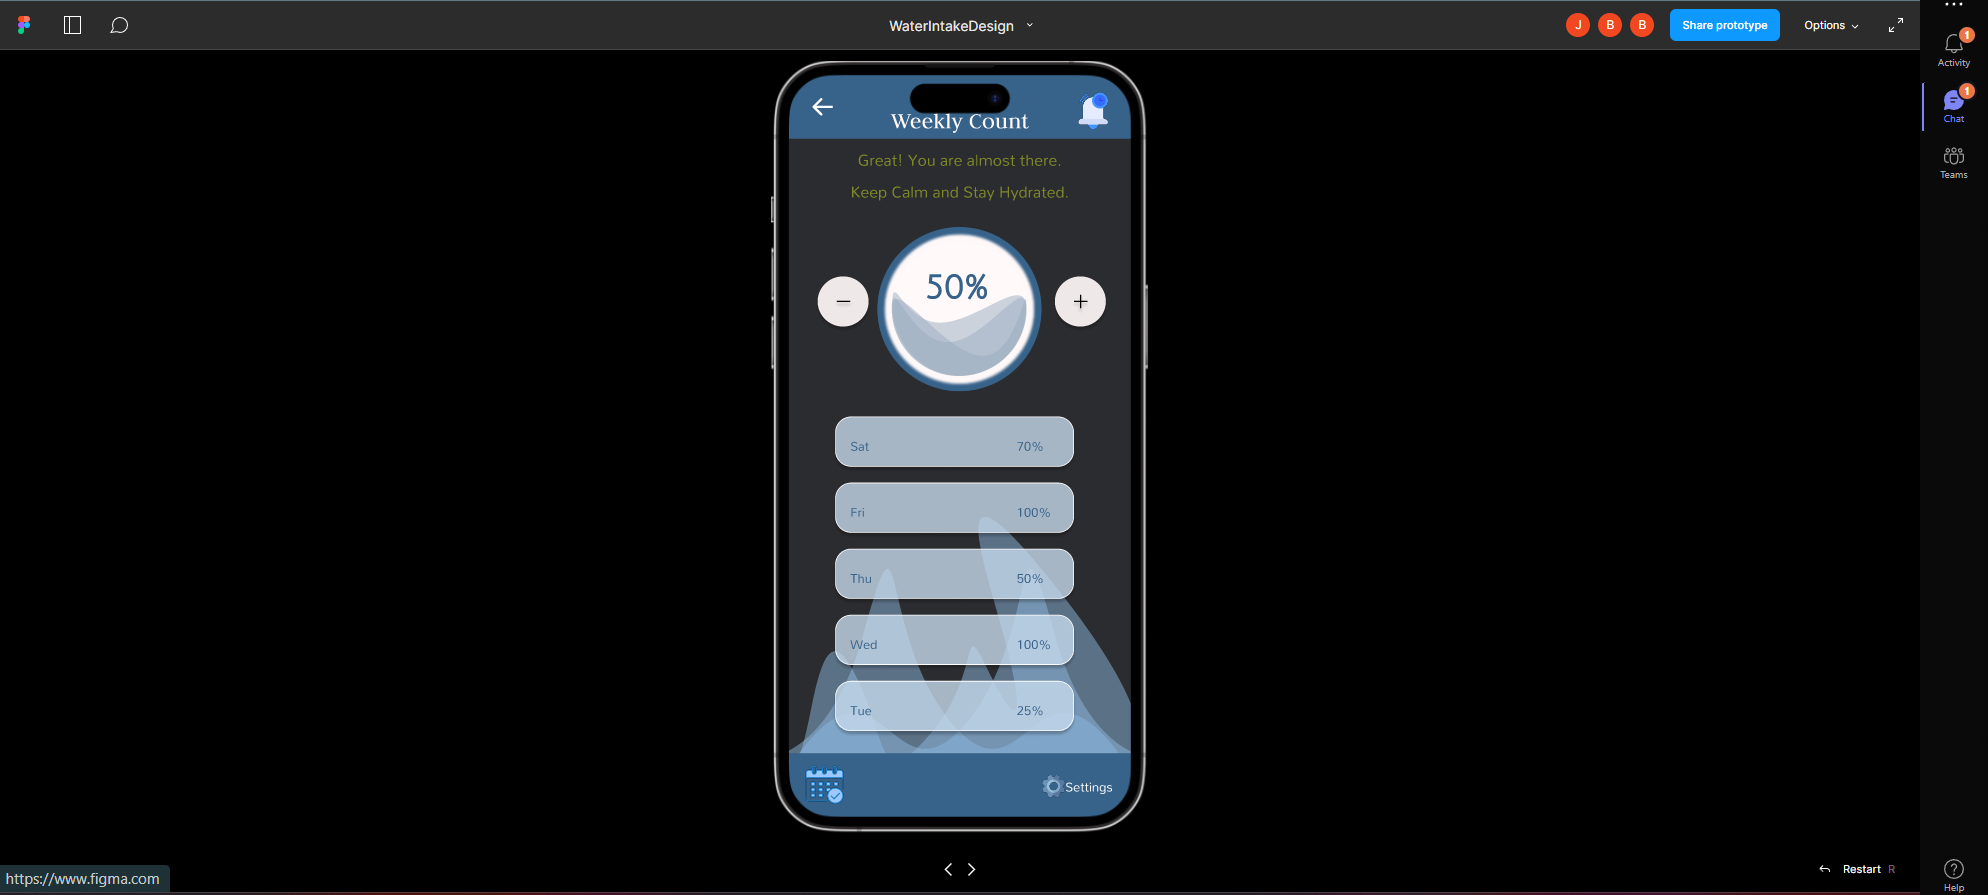 WaterIntakeDesign
J B B Share prototype Options
1
Activity
1
Chat
Teams
Weekly Count
Great! You are almost there.
Keep Calm and Stay Hydrated.
50%
− +
Sat 70%
Fri 100%
Thu 50%
Wed 100%
Tue 25%
Settings
Restart R
Help
https://www.figma.com